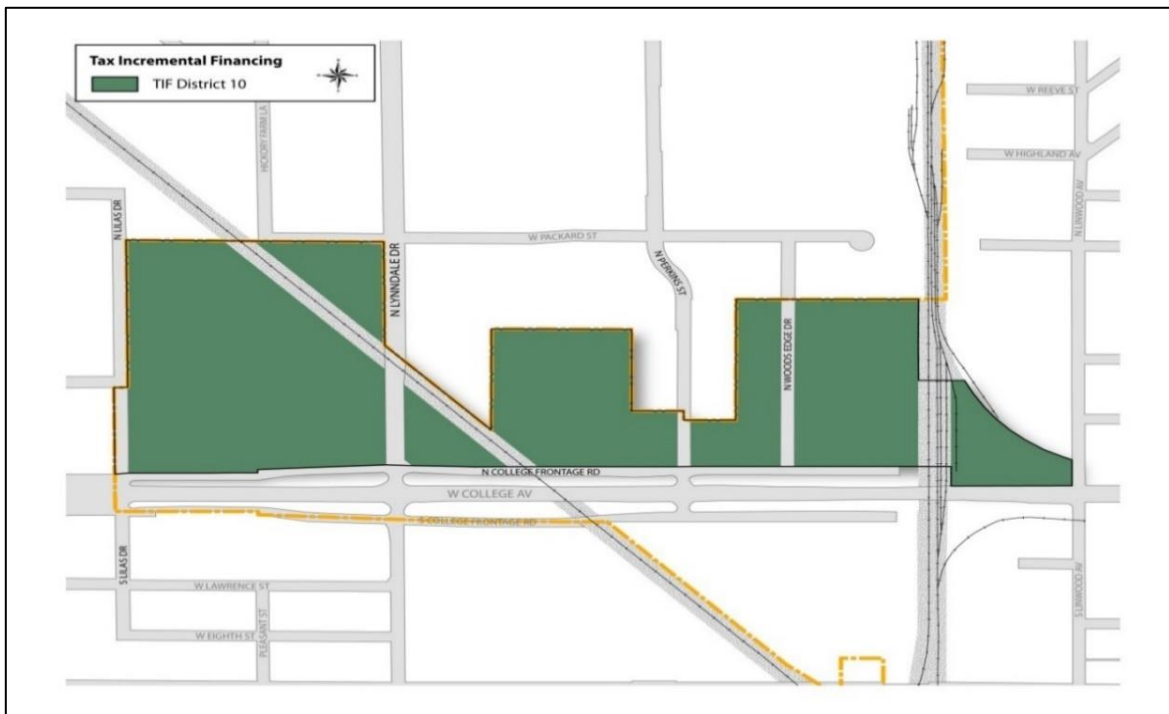 Tax Incremental Financing
TIF District 10
W REEVE ST
HICKORY FARM LA
W HIGHLAND AV
N LILAS DR
N LINWOOD AV
W PACKARD ST
N LYNNDALE DR
N PERKINS ST
N WOODS EDGE DR
N COLLEGE FRONTAGE RD
W COLLEGE AV
S COLLEGE FRONTAGE RD
S LILAS DR
W LAWRENCE ST
S LINWOOD AV
PLEASANT ST
W EIGHTH ST